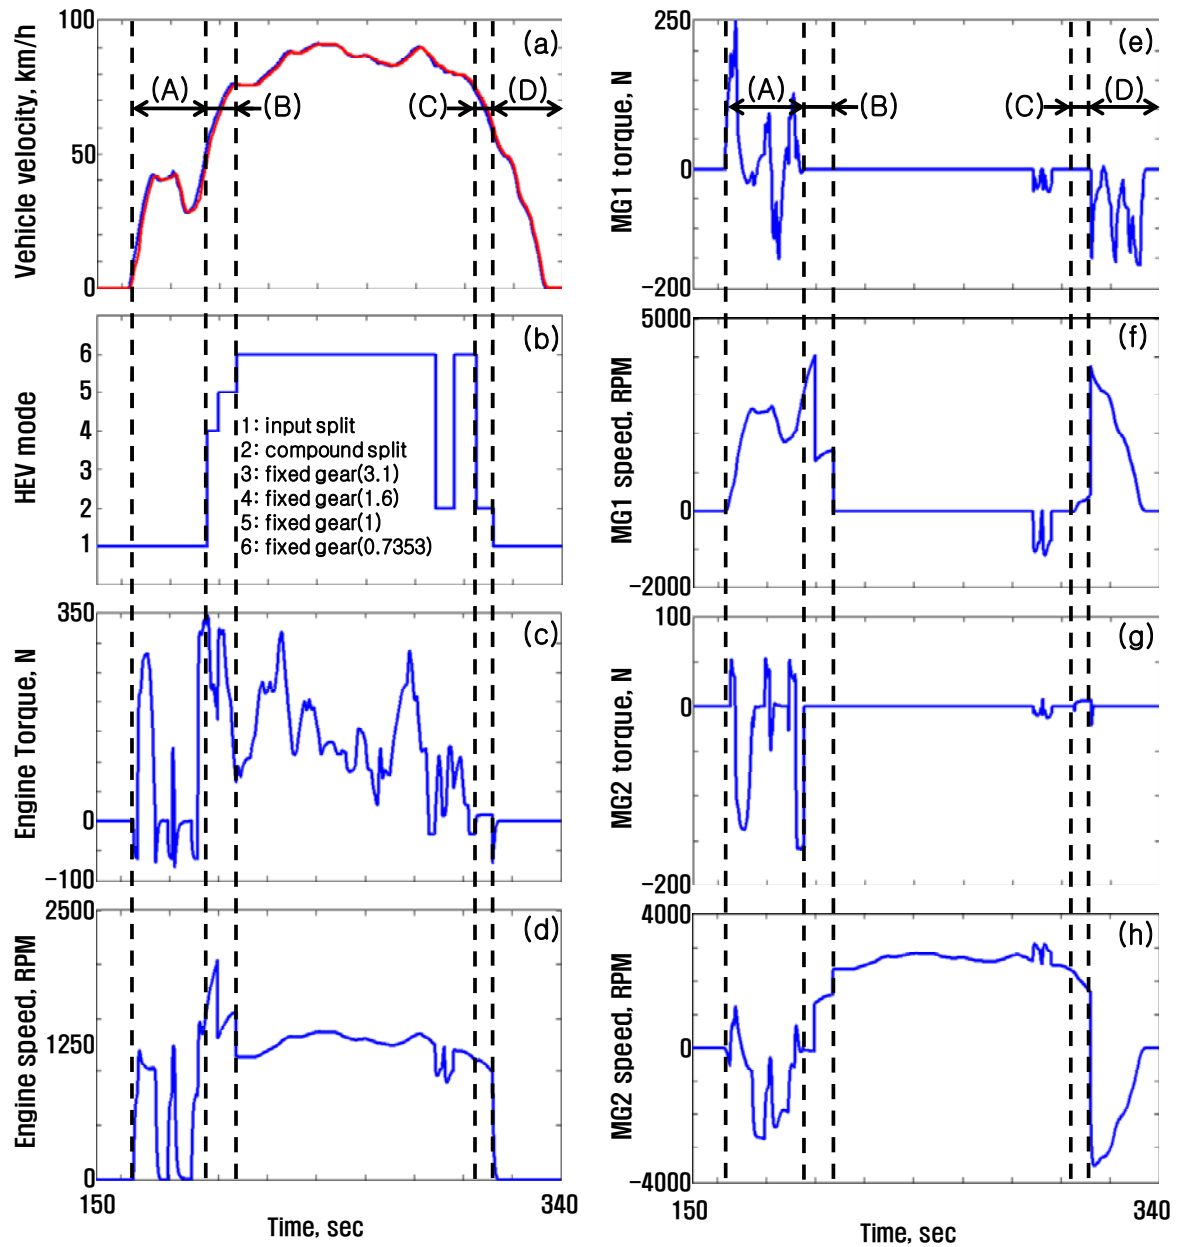 Vehicle velocity, km/h
100
50
0
(a)
(A)
(B)
(C)
(D)
HEV mode
6
5
4
3
2
1
(b)
1: input split
2: compound split
3: fixed gear(3.1)
4: fixed gear(1.6)
5: fixed gear(1)
6: fixed gear(0.7353)
Engine Torque, N
350
0
-100
(c)
Engine speed, RPM
2500
1250
0
(d)
150
340
Time, sec
MG1 torque, N
250
0
-200
(e)
(A)
(B)
(C)
(D)
MG1 speed, RPM
5000
0
-2000
(f)
MG2 torque, N
100
0
-200
(g)
MG2 speed, RPM
4000
0
-4000
(h)
150
340
Time, sec